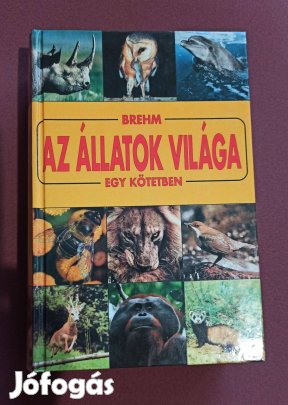 BREHM
AZ ÁLLATOK VILÁGA
EGY KÖTETBEN
Jófogás